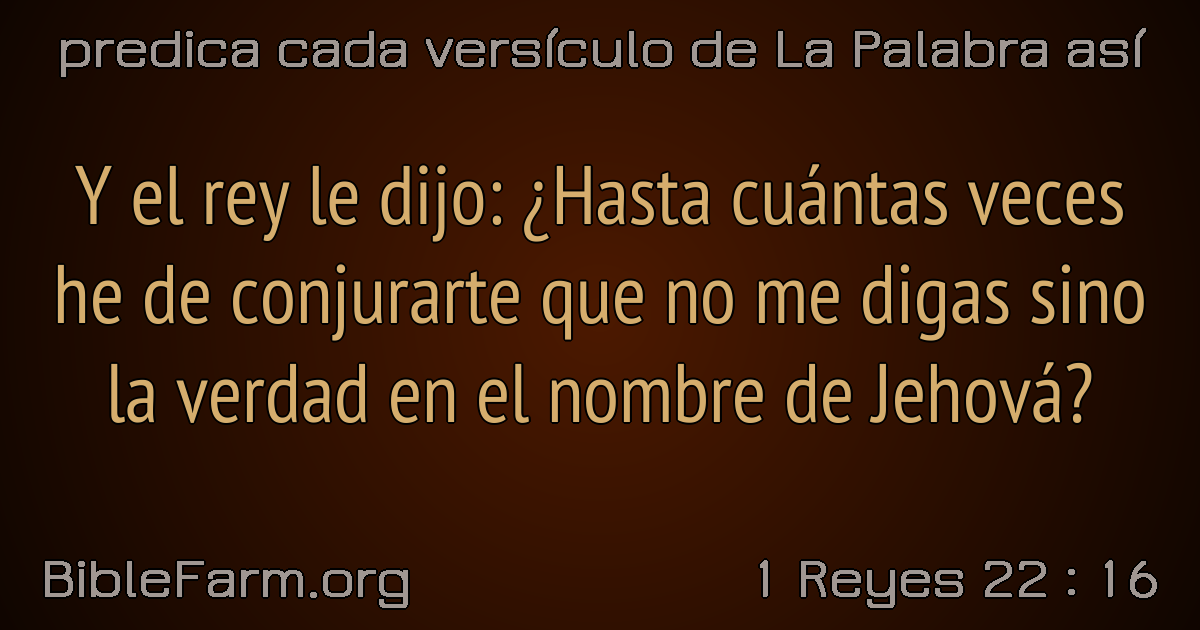 predica cada versículo de La Palabra así
Y el rey le dijo: ¿Hasta cuántas veces
he de conjurarte que no me digas sino
la verdad en el nombre de Jehová?
BibleFarm.org
1 Reyes 22 : 16